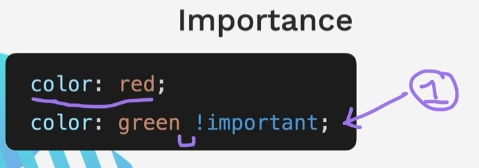 Importance
color: red;
color: green !important;
1